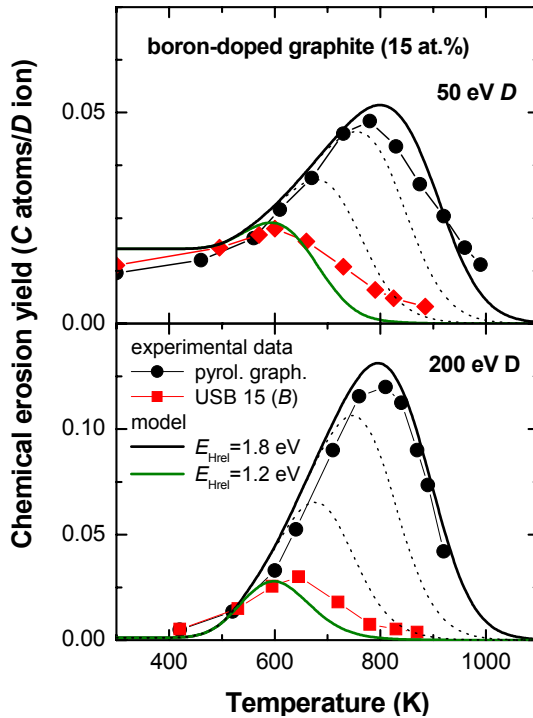 boron-doped graphite (15 at.%)
50 eV D
0.05
0.00
Chemical erosion yield (C atoms/D ion)
200 eV D
experimental data
pyrol. graph.
USB 15 (B)
model
E_Hrel=1.8 eV
E_Hrel=1.2 eV
0.10
0.05
0.00
400 600 800 1000
Temperature (K)